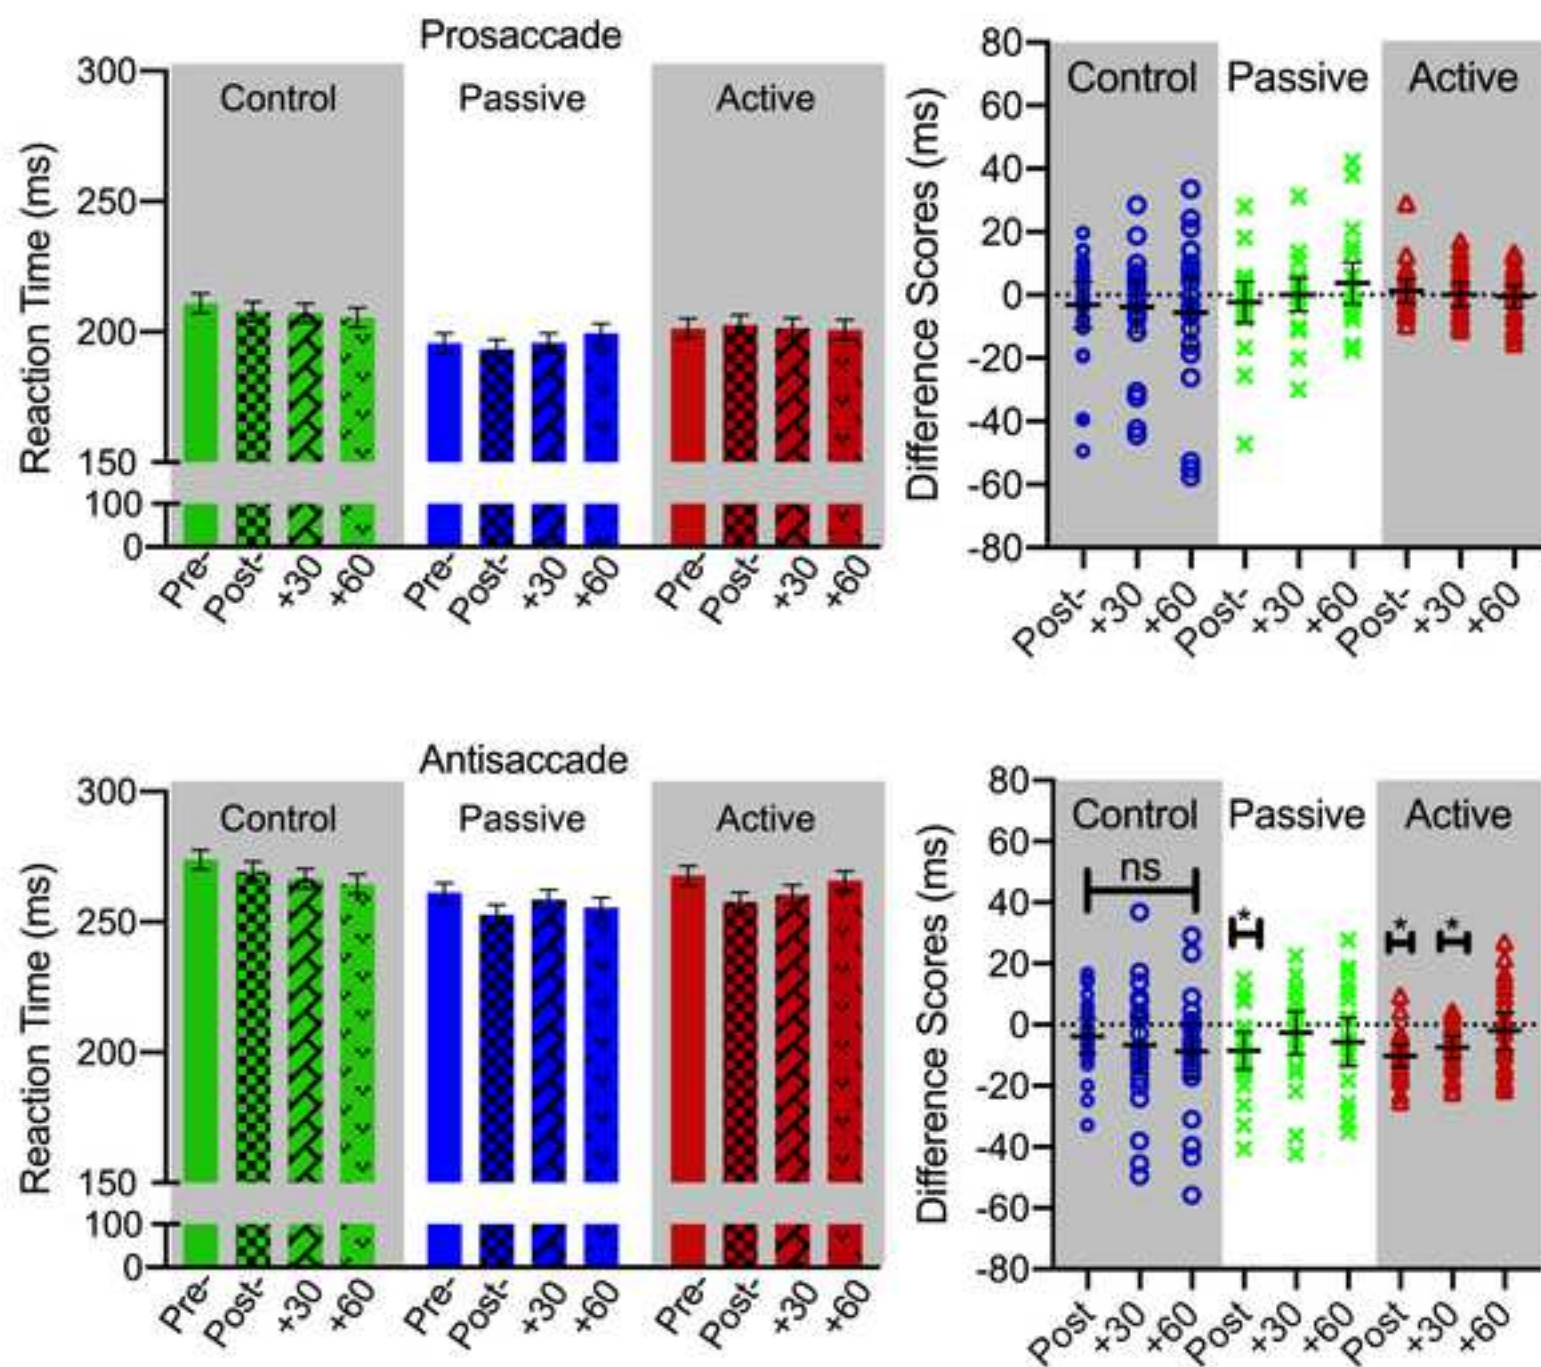 Prosaccade
Control Passive Active
Reaction Time (ms)
300
250
200
150
100
0
Pre- Post- +30 +60 Pre- Post- +30 +60 Pre- Post- +30 +60
Control Passive Active
Difference Scores (ms)
80
60
40
20
0
-20
-40
-60
-80
Post- +30 +60 Post- +30 +60 Post- +30 +60
Antisaccade
Control Passive Active
Reaction Time (ms)
300
250
200
150
100
0
Pre- Post- +30 +60 Pre- Post- +30 +60 Pre- Post- +30 +60
Control Passive Active
ns
* * *
Difference Scores (ms)
80
60
40
20
0
-20
-40
-60
-80
Post +30 +60 Post +30 +60 Post +30 +60